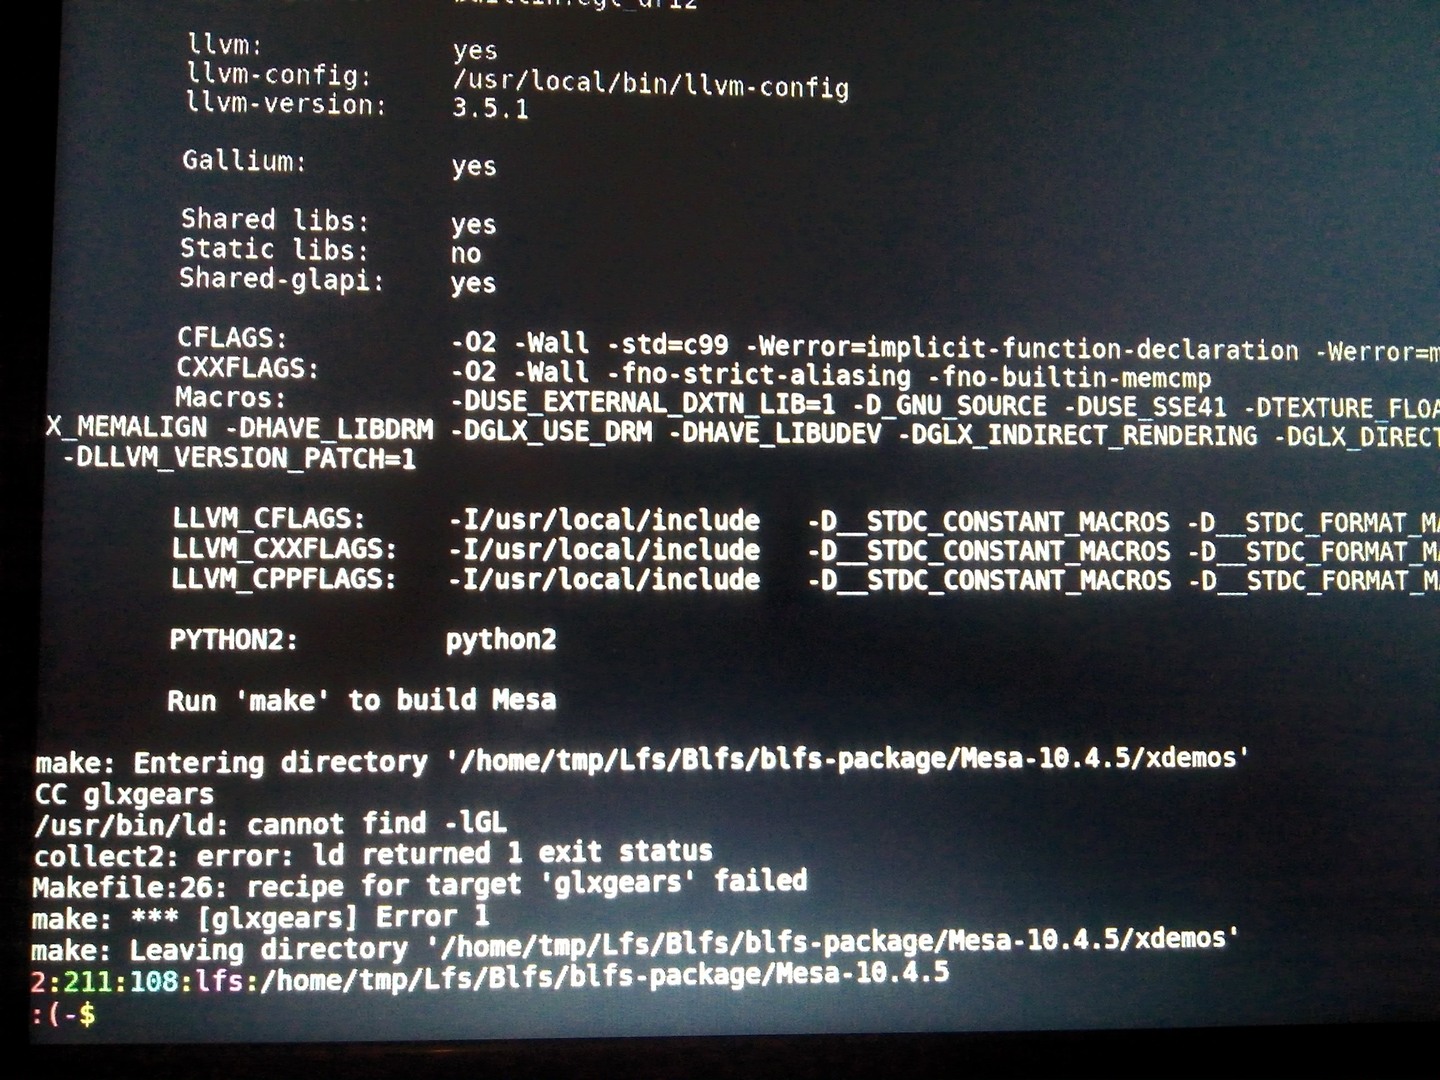 llvm: yes
llvm-config: /usr/local/bin/llvm-config
llvm-version: 3.5.1
Gallium: yes
Shared libs: yes
Static libs: no
Shared-glapi: yes
CFLAGS: -O2 -Wall -std=c99 -Werror=implicit-function-declaration -Werror=m
CXXFLAGS: -O2 -Wall -fno-strict-aliasing -fno-builtin-memcmp
Macros: -DUSE_EXTERNAL_DXTN_LIB=1 -D_GNU_SOURCE -DUSE_SSE41 -DTEXTURE_FLOA
X_MEMALIGN -DHAVE_LIBDRM -DGLX_USE_DRM -DHAVE_LIBUDEV -DGLX_INDIRECT_RENDERING -DGLX_DIRECT
-DLLVM_VERSION_PATCH=1
LLVM_CFLAGS: -I/usr/local/include -D__STDC_CONSTANT_MACROS -D__STDC_FORMAT_MA
LLVM_CXXFLAGS: -I/usr/local/include -D__STDC_CONSTANT_MACROS -D__STDC_FORMAT_MA
LLVM_CPPFLAGS: -I/usr/local/include -D__STDC_CONSTANT_MACROS -D__STDC_FORMAT_MA
PYTHON2: python2
Run 'make' to build Mesa
make: Entering directory '/home/tmp/Lfs/Blfs/blfs-package/Mesa-10.4.5/xdemos'
CC glxgears
/usr/bin/ld: cannot find -lGL
collect2: error: ld returned 1 exit status
Makefile:26: recipe for target 'glxgears' failed
make: *** [glxgears] Error 1
make: Leaving directory '/home/tmp/Lfs/Blfs/blfs-package/Mesa-10.4.5/xdemos'
2:211:108:lfs:/home/tmp/Lfs/Blfs/blfs-package/Mesa-10.4.5
:(-$